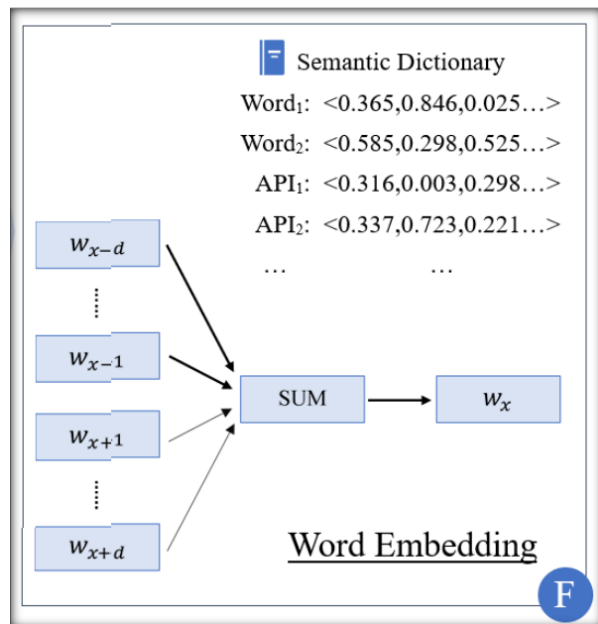 Semantic Dictionary
Word₁: <0.365,0.846,0.025…>
Word₂: <0.585,0.298,0.525…>
API₁: <0.316,0.003,0.298…>
API₂: <0.337,0.723,0.221…>
… …
w_{x-d}
w_{x-1}
SUM
w_x
w_{x+1}
w_{x+d}
Word Embedding
F